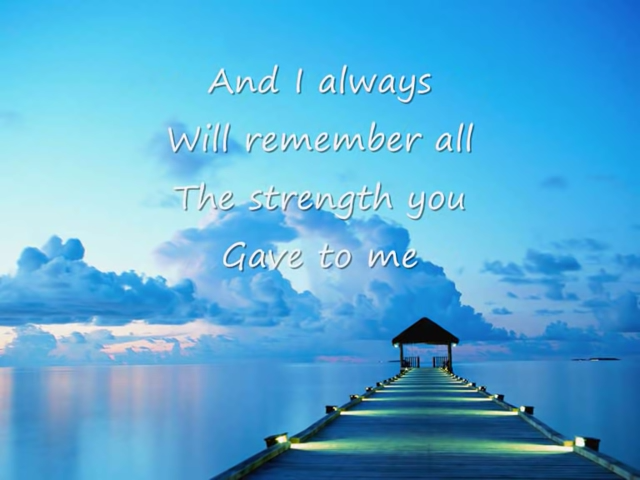 And I always
Will remember all
The strength you
Gave to me